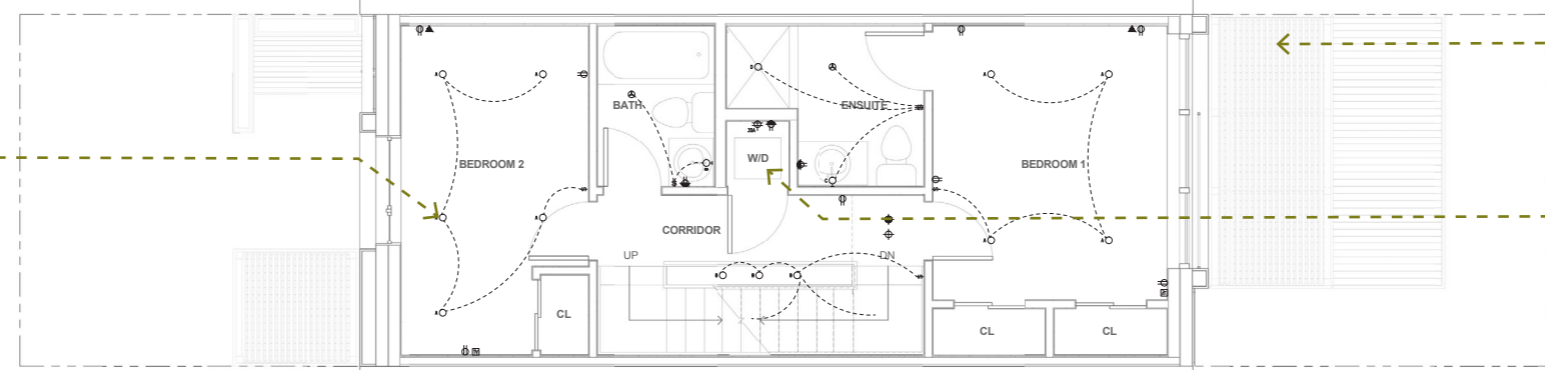 BATH
ENSUITE
W/D
BEDROOM 2
BEDROOM 1
CORRIDOR
UP
DN
CL
CL
CL